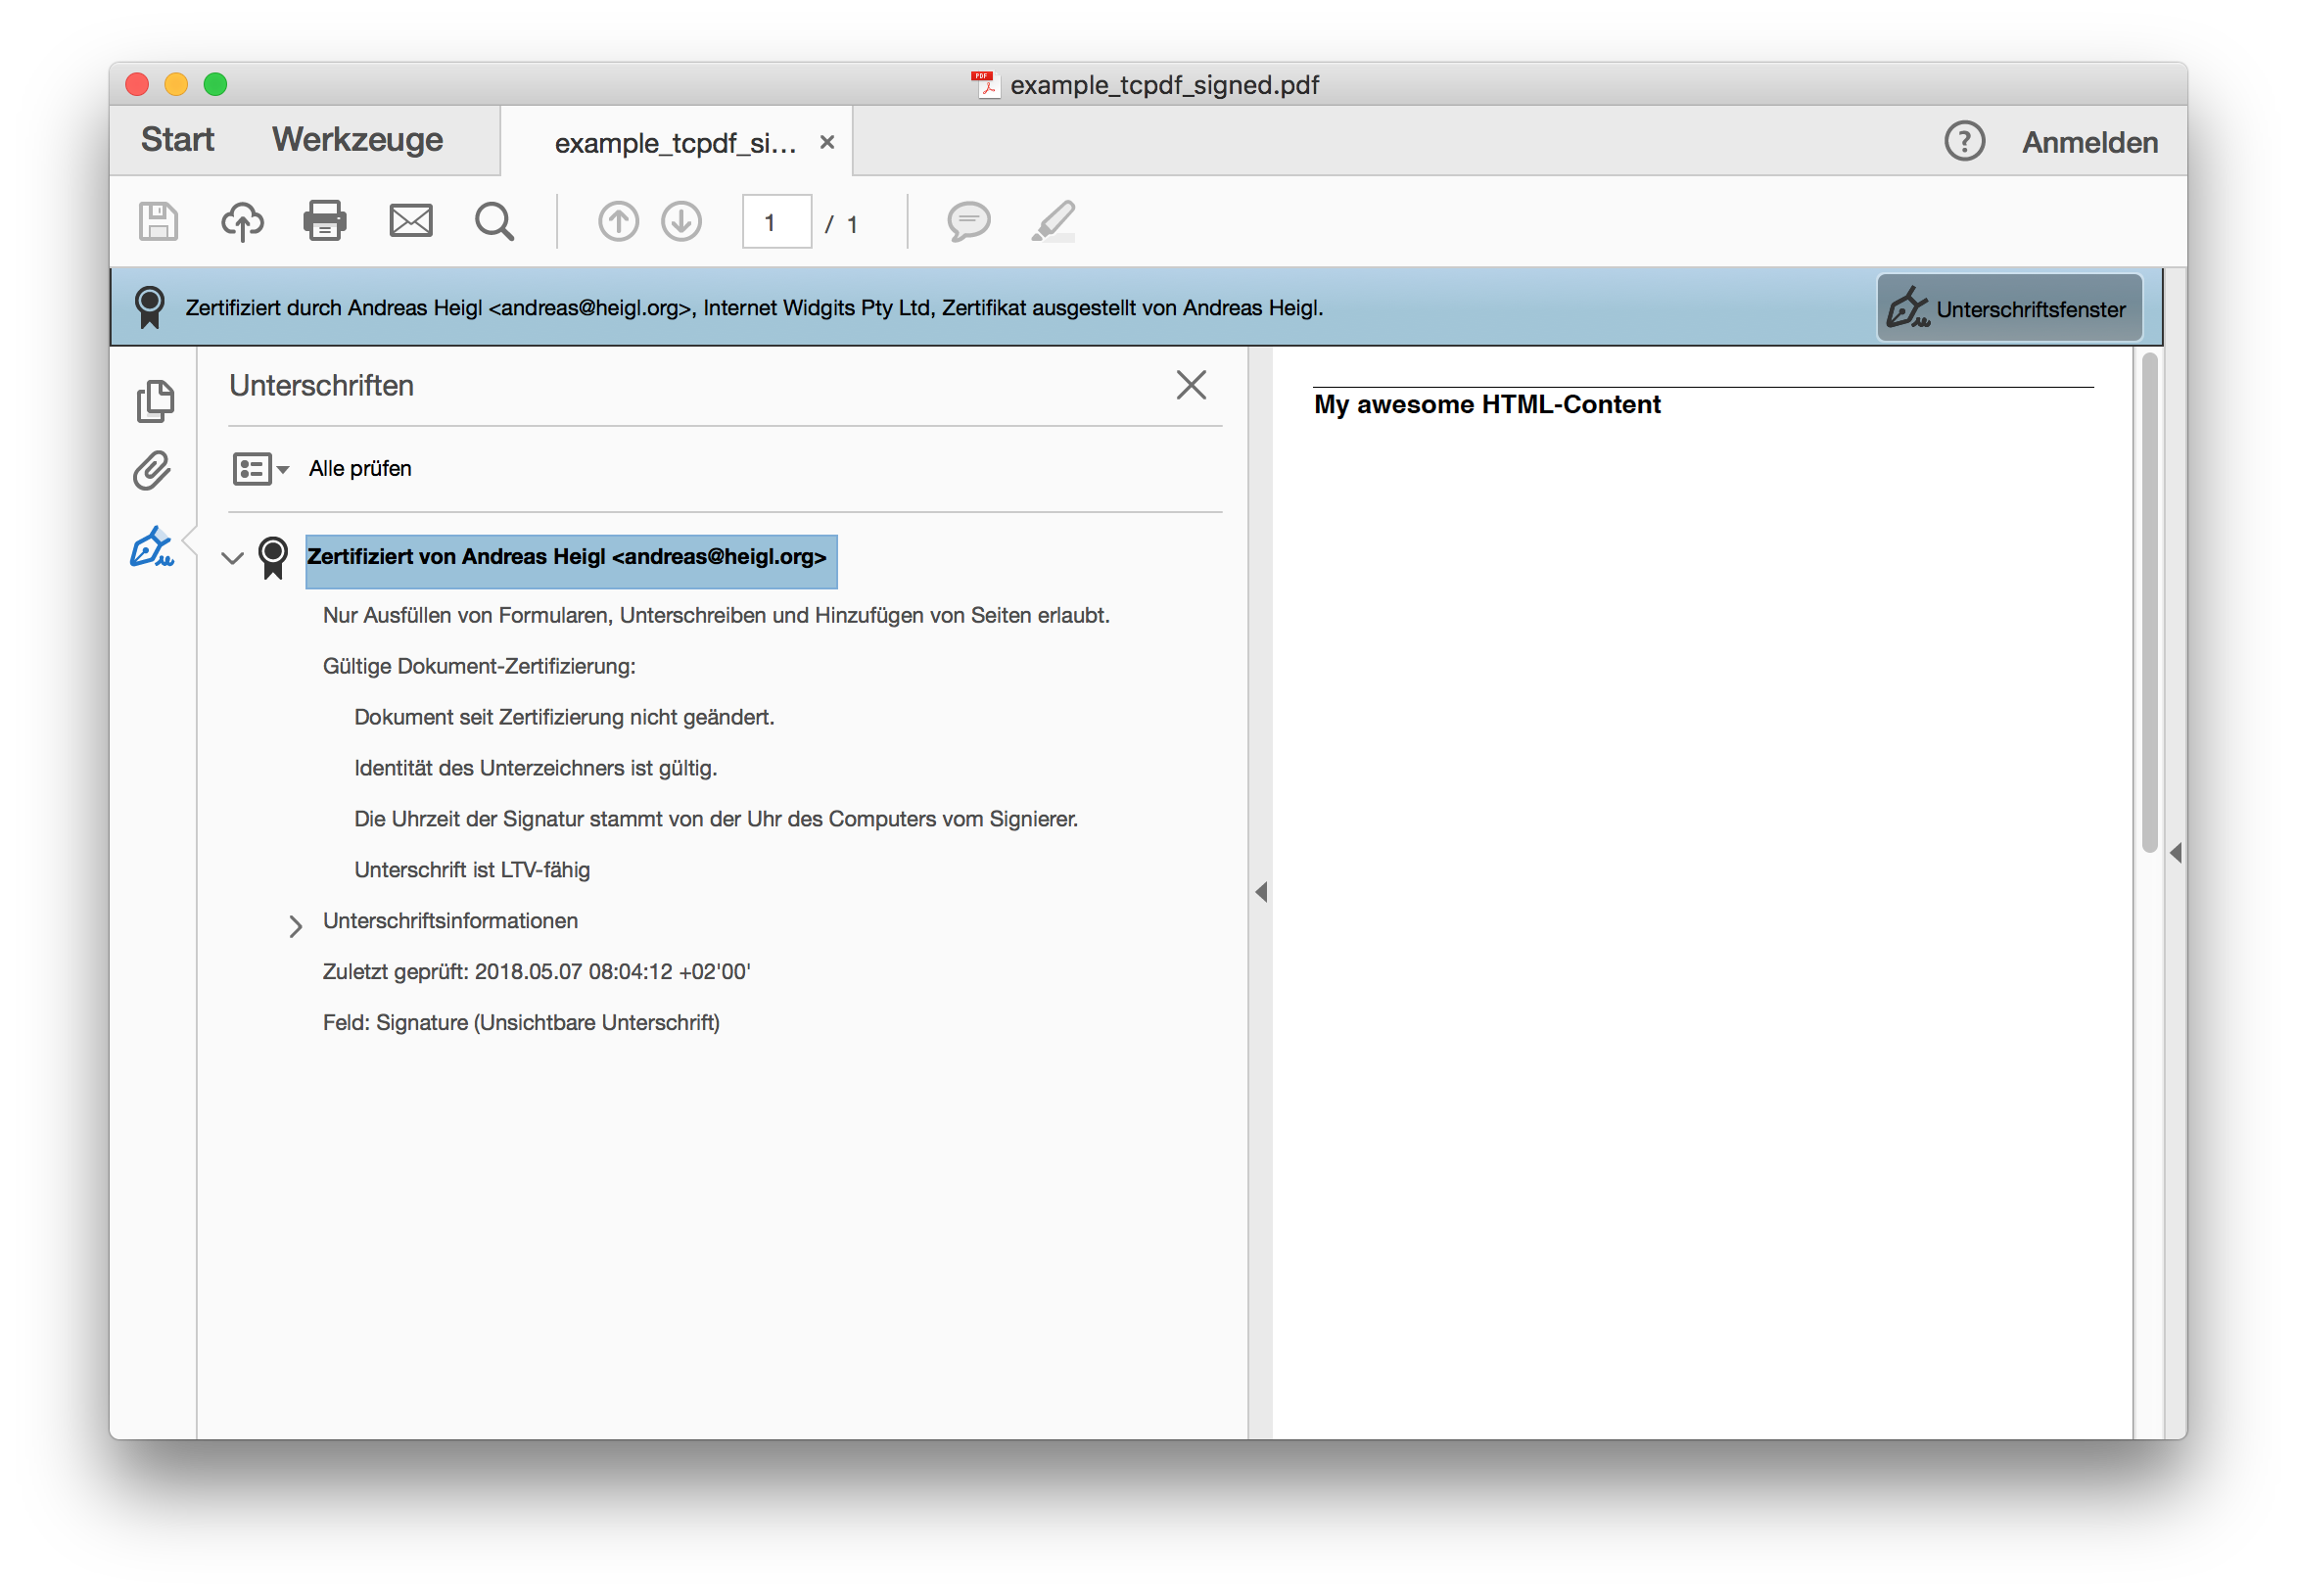 example_tcpdf_signed.pdf
Start Werkzeuge example_tcpdf_si... × ? Anmelden
1 / 1
Zertifiziert durch Andreas Heigl <andreas@heigl.org>, Internet Widgits Pty Ltd, Zertifikat ausgestellt von Andreas Heigl. Unterschriftsfenster
Unterschriften
Alle prüfen
Zertifiziert von Andreas Heigl <andreas@heigl.org>
Nur Ausfüllen von Formularen, Unterschreiben und Hinzufügen von Seiten erlaubt.
Gültige Dokument-Zertifizierung:
Dokument seit Zertifizierung nicht geändert.
Identität des Unterzeichners ist gültig.
Die Uhrzeit der Signatur stammt von der Uhr des Computers vom Signierer.
Unterschrift ist LTV-fähig
Unterschriftsinformationen
Zuletzt geprüft: 2018.05.07 08:04:12 +02'00'
Feld: Signature (Unsichtbare Unterschrift)
My awesome HTML-Content